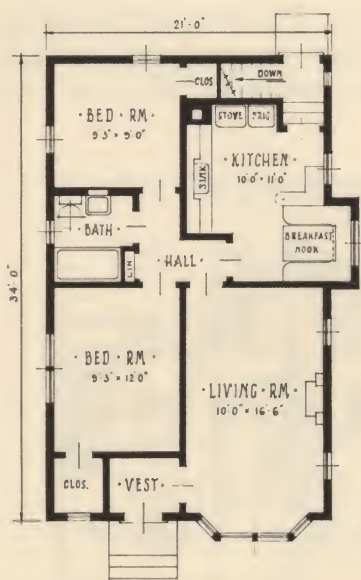 21'-0"
CLOS
DOWN
· BED · RM ·
9'·3" × 9'·0"
STOVE
FRIG
· KITCHEN ·
10'·0" × 11'·0"
SINK
· BATH ·
BREAKFAST
NOOK
· HALL ·
LIN
34'·0"
· BED · RM ·
9'·3" × 12'·0"
· LIVING · RM ·
10'·0" × 16'·6"
CLOS.
· VEST ·